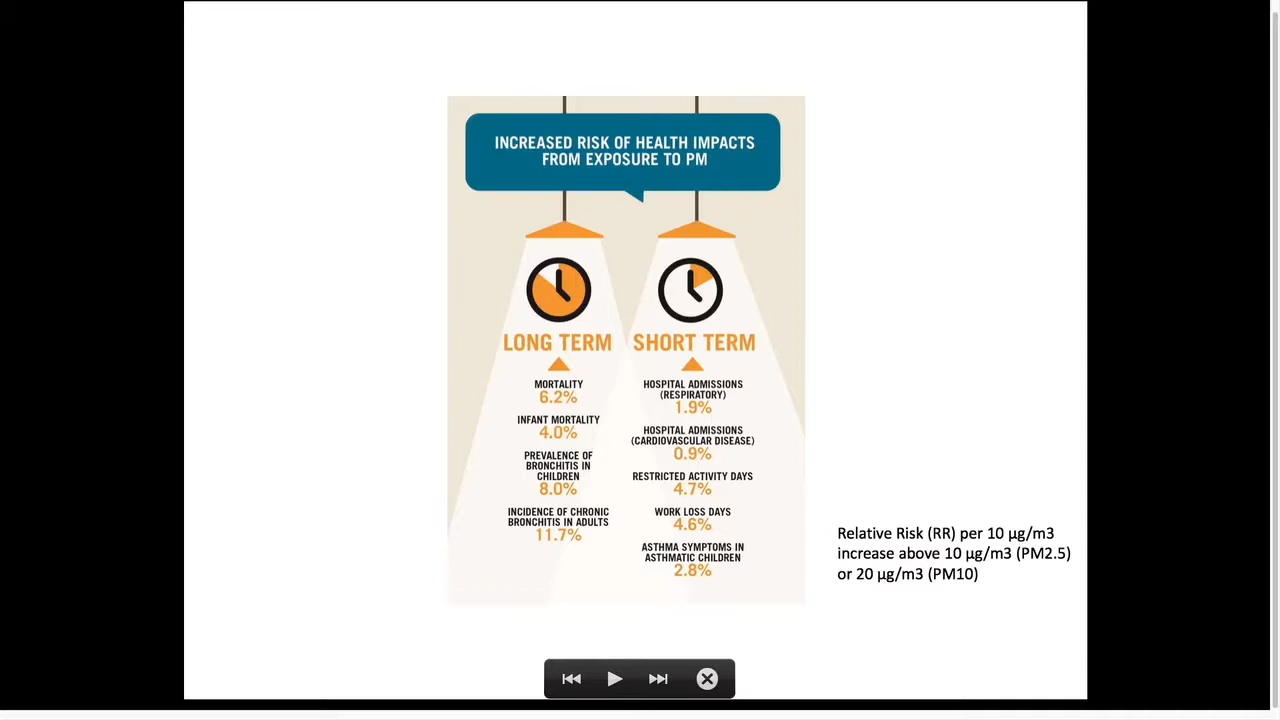 INCREASED RISK OF HEALTH IMPACTS
FROM EXPOSURE TO PM
LONG TERM
MORTALITY
6.2%
INFANT MORTALITY
4.0%
PREVALENCE OF
BRONCHITIS IN
CHILDREN
8.0%
INCIDENCE OF CHRONIC
BRONCHITIS IN ADULTS
11.7%
SHORT TERM
HOSPITAL ADMISSIONS
(RESPIRATORY)
1.9%
HOSPITAL ADMISSIONS
(CARDIOVASCULAR DISEASE)
0.9%
RESTRICTED ACTIVITY DAYS
4.7%
WORK LOSS DAYS
4.6%
ASTHMA SYMPTOMS IN
ASTHMATIC CHILDREN
2.8%
Relative Risk (RR) per 10 µg/m3
increase above 10 µg/m3 (PM2.5)
or 20 µg/m3 (PM10)